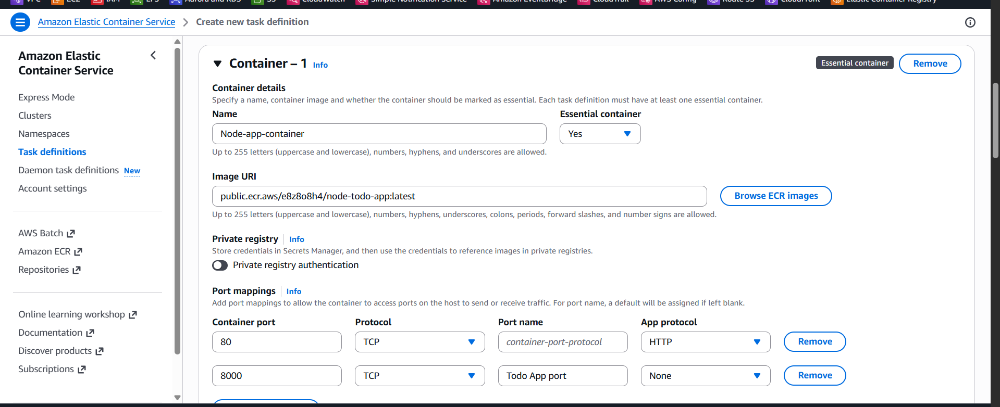 VPC EC2 IAM EFS Aurora and RDS S3 CloudWatch Simple Notification Service Amazon EventBridge CloudTrail AWS Config Route 53 CloudFront Elastic Container Registry
Amazon Elastic Container Service > Create new task definition
Amazon Elastic
Container Service
Express Mode
Clusters
Namespaces
Task definitions
Daemon task definitions New
Account settings
AWS Batch
Amazon ECR
Repositories
Online learning workshop
Documentation
Discover products
Subscriptions
Container – 1 Info
Essential container Remove
Container details
Specify a name, container image and whether the container should be marked as essential. Each task definition must have at least one essential container.
Name Essential container
Node-app-container Yes
Up to 255 letters (uppercase and lowercase), numbers, hyphens, and underscores are allowed.
Image URI
public.ecr.aws/e8z8o8h4/node-todo-app:latest Browse ECR images
Up to 255 letters (uppercase and lowercase), numbers, hyphens, underscores, colons, periods, forward slashes, and number signs are allowed.
Private registry Info
Store credentials in Secrets Manager, and then use the credentials to reference images in private registries.
Private registry authentication
Port mappings Info
Add port mappings to allow the container to access ports on the host to send or receive traffic. For port name, a default will be assigned if left blank.
Container port Protocol Port name App protocol
80 TCP container-port-protocol HTTP Remove
8000 TCP Todo App port None Remove